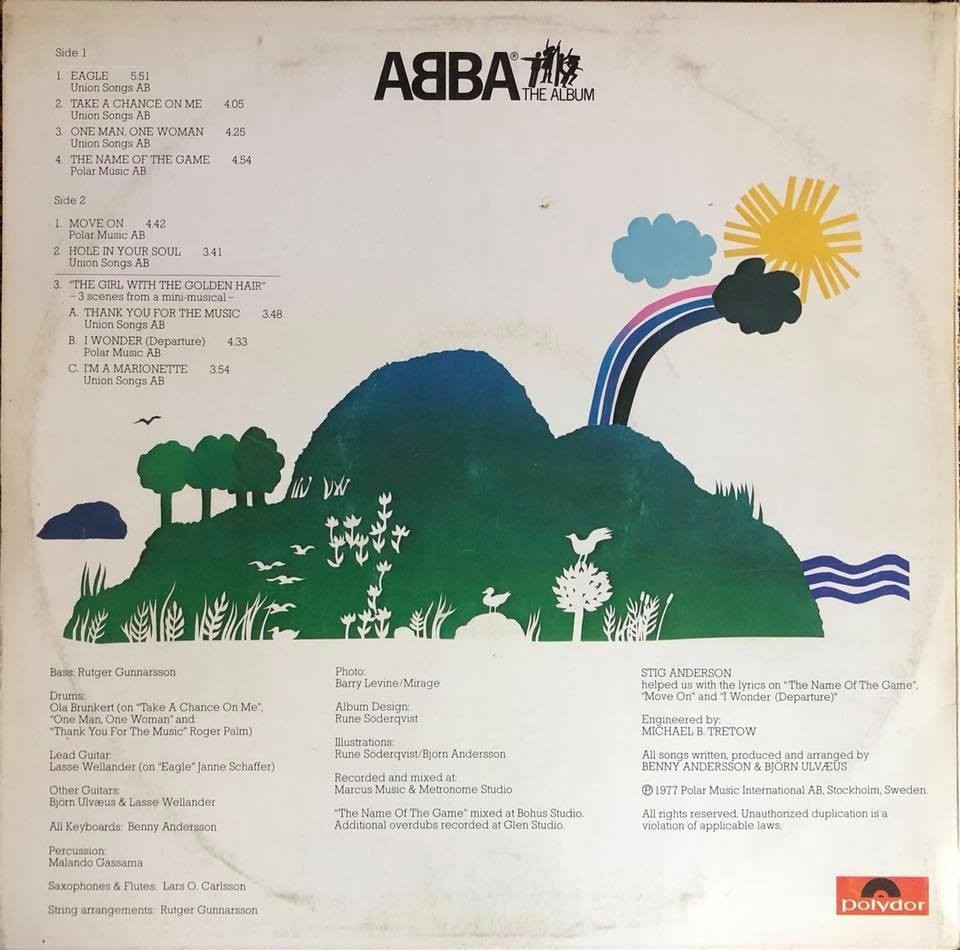 ABBA® THE ALBUM
Side 1
1. EAGLE 5.51
Union Songs AB
2. TAKE A CHANCE ON ME 4.05
Union Songs AB
3. ONE MAN, ONE WOMAN 4.25
Union Songs AB
4. THE NAME OF THE GAME 4.54
Polar Music AB
Side 2
1. MOVE ON 4.42
Polar Music AB
2. HOLE IN YOUR SOUL 3.41
Union Songs AB
3. "THE GIRL WITH THE GOLDEN HAIR"
– 3 scenes from a mini-musical –
A. THANK YOU FOR THE MUSIC 3.48
Union Songs AB
B. I WONDER (Departure) 4.33
Polar Music AB
C. I'M A MARIONETTE 3.54
Union Songs AB
Bass: Rutger Gunnarsson
Drums:
Ola Brunkert (on "Take A Chance On Me",
"One Man, One Woman" and
"Thank You For The Music" Roger Palm)
Lead Guitar:
Lasse Wellander (on "Eagle" Janne Schaffer)
Other Guitars:
Björn Ulvæus & Lasse Wellander
All Keyboards: Benny Andersson
Percussion:
Malando Gassama
Saxophones & Flutes: Lars O. Carlsson
String arrangements: Rutger Gunnarsson
Photo:
Barry Levine/Mirage
Album Design:
Rune Söderqvist
Illustrations:
Rune Söderqvist/Björn Andersson
Recorded and mixed at:
Marcus Music & Metronome Studio
"The Name Of The Game" mixed at Bohus Studio.
Additional overdubs recorded at Glen Studio.
STIG ANDERSON
helped us with the lyrics on "The Name Of The Game",
"Move On" and "I Wonder (Departure)"
Engineered by:
MICHAEL B. TRETOW
All songs written, produced and arranged by
BENNY ANDERSSON & BJÖRN ULVÆUS
℗ 1977 Polar Music International AB, Stockholm, Sweden.
All rights reserved. Unauthorized duplication is a
violation of applicable laws.
polydor